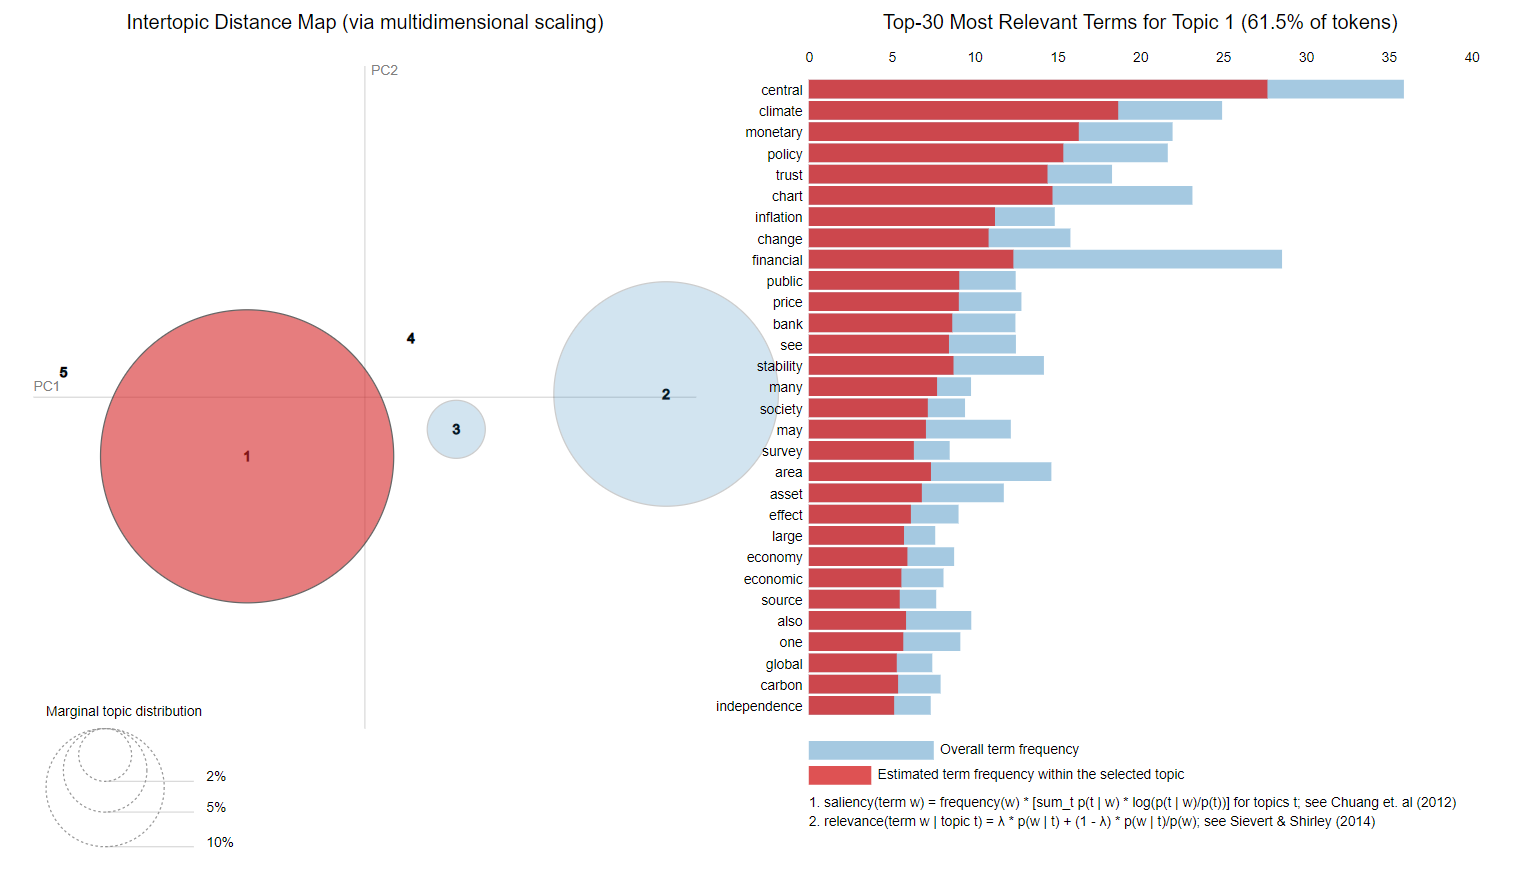 Intertopic Distance Map (via multidimensional scaling)
PC2
PC1
5
4
1
3
2
Marginal topic distribution
2%
5%
10%
Top-30 Most Relevant Terms for Topic 1 (61.5% of tokens)
0 5 10 15 20 25 30 35 40
central
climate
monetary
policy
trust
chart
inflation
change
financial
public
price
bank
see
stability
many
society
may
survey
area
asset
effect
large
economy
economic
source
also
one
global
carbon
independence
Overall term frequency
Estimated term frequency within the selected topic
1. saliency(term w) = frequency(w) * [sum_t p(t | w) * log(p(t | w)/p(t))] for topics t; see Chuang et. al (2012)
2. relevance(term w | topic t) = λ * p(w | t) + (1 - λ) * p(w | t)/p(w); see Sievert & Shirley (2014)